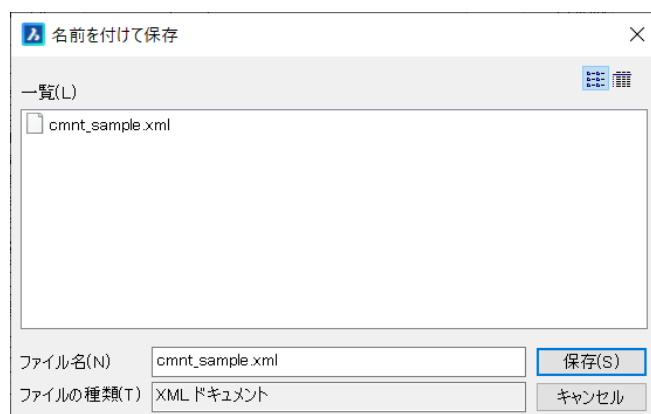 名前を付けて保存
一覧(L)
cmnt_sample.xml
ファイル名(N) cmnt_sample.xml 保存(S)
ファイルの種類(T) XML ドキュメント キャンセル